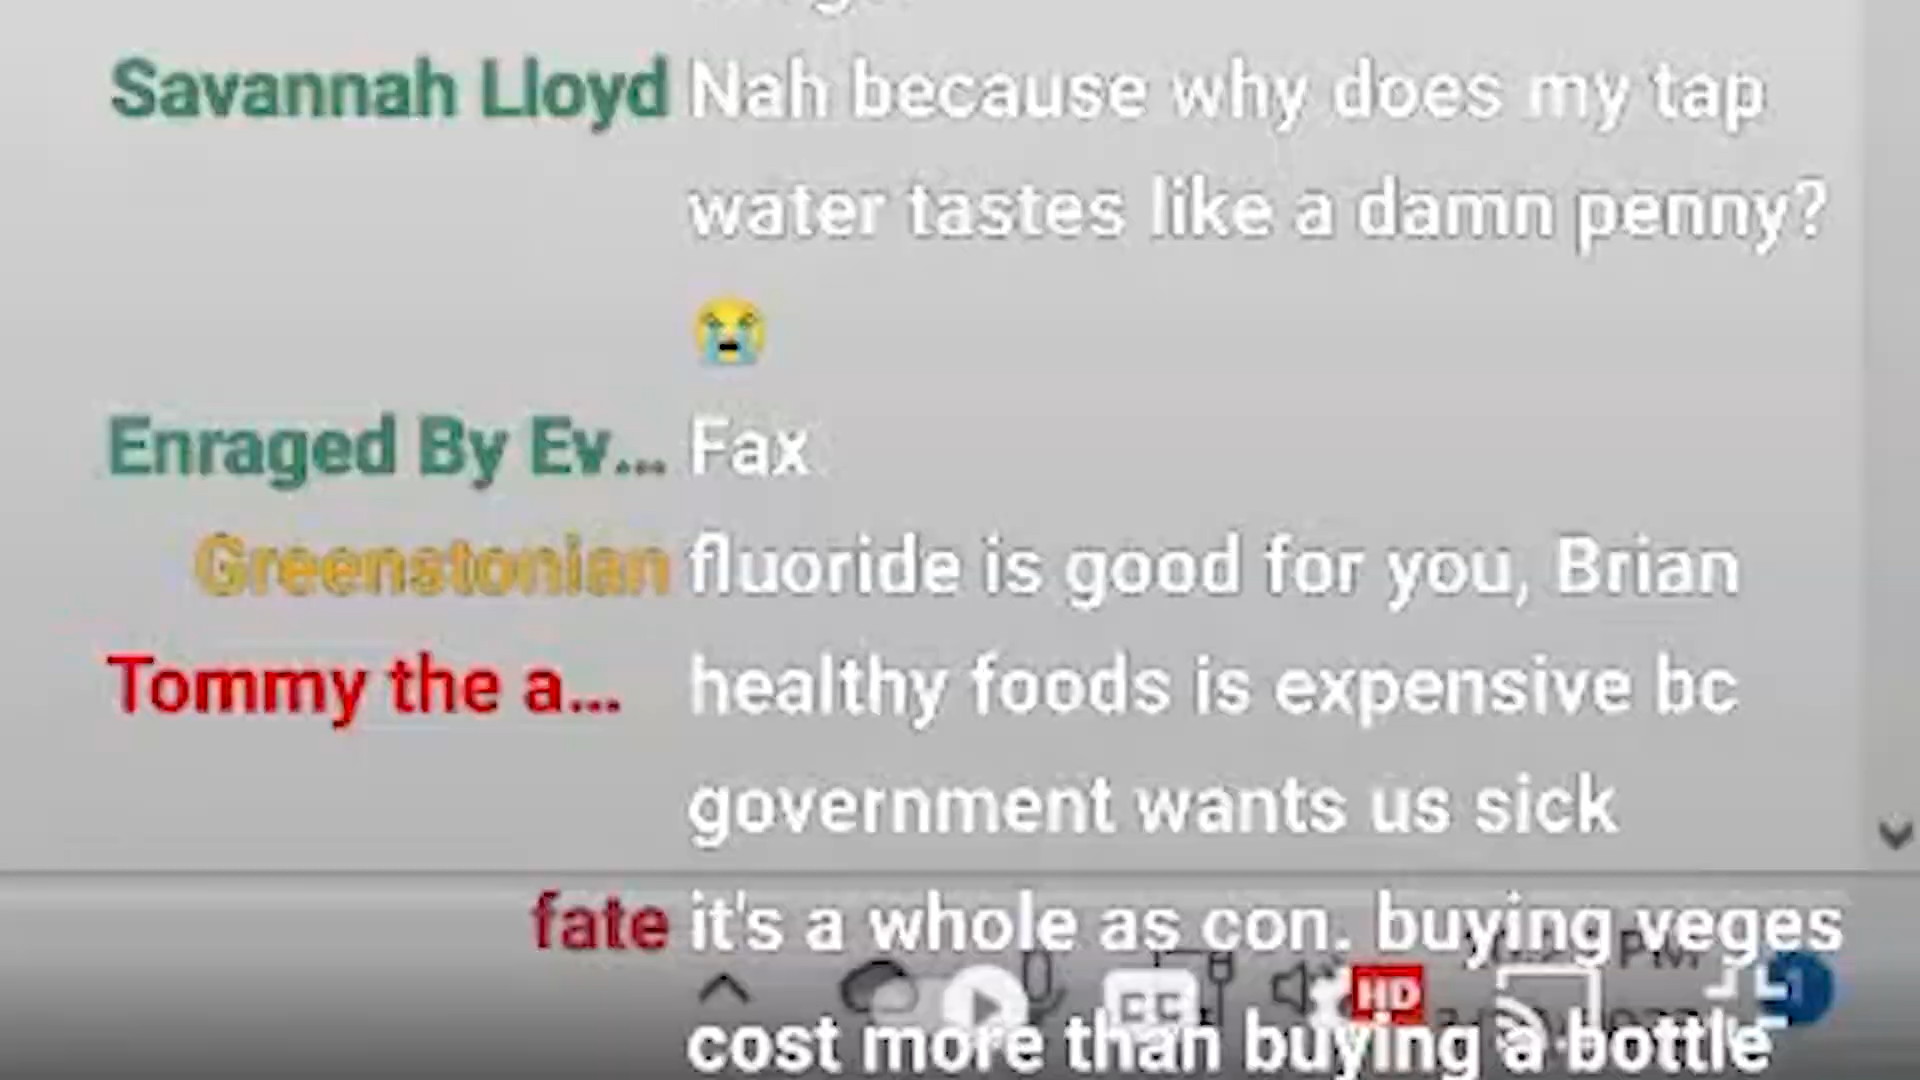 Savannah Lloyd Nah because why does my tap
water tastes like a damn penny?
😭
Enraged By Ev... Fax
Greenstonian fluoride is good for you, Brian
Tommy the a... healthy foods is expensive bc
government wants us sick
fate it's a whole as con. buying veges
CC HD
cost more than buying a bottle